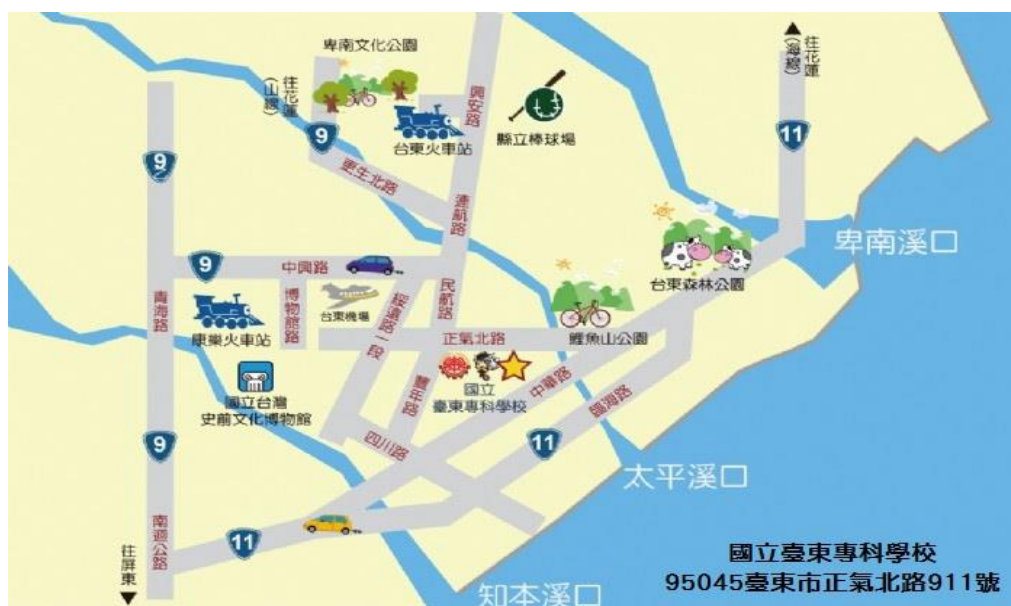 卑南文化公園
往花蓮
(山線)
往花蓮
(海線)
9
台東火車站
興安路
縣立棒球場
11
9
更生北路
連航路
卑南溪口
9
中興路
台東森林公園
青海路
康樂火車站
博物館路
台東機場
民航路
正氣北路
鯉魚山公園
國立台灣
史前文化博物館
豐年路
國立
臺東專科學校
中華路
臨海路
四川路
9
11
太平溪口
南迴公路
11
往屏東
知本溪口
國立臺東專科學校
95045臺東市正氣北路911號